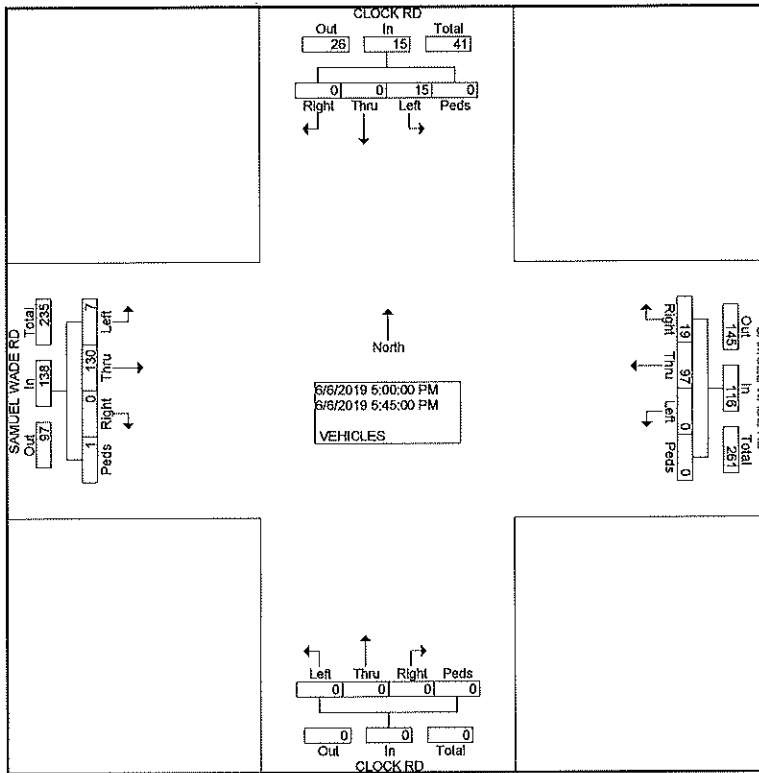 CLOCK RD
Out In Total
26 15 41
0 0 15 0
Right Thru Left Peds
SAMUEL WADE RD
Total In Out
235 138 97
7 130 0 1
Left Thru Right Peds
North
6/6/2019 5:00:00 PM
6/6/2019 5:45:00 PM
VEHICLES
Right Thru Left Peds
19 97 0 0
Out In Total
145 116 261
Left Thru Right Peds
0 0 0 0
0 0 0
Out In Total
CLOCK RD